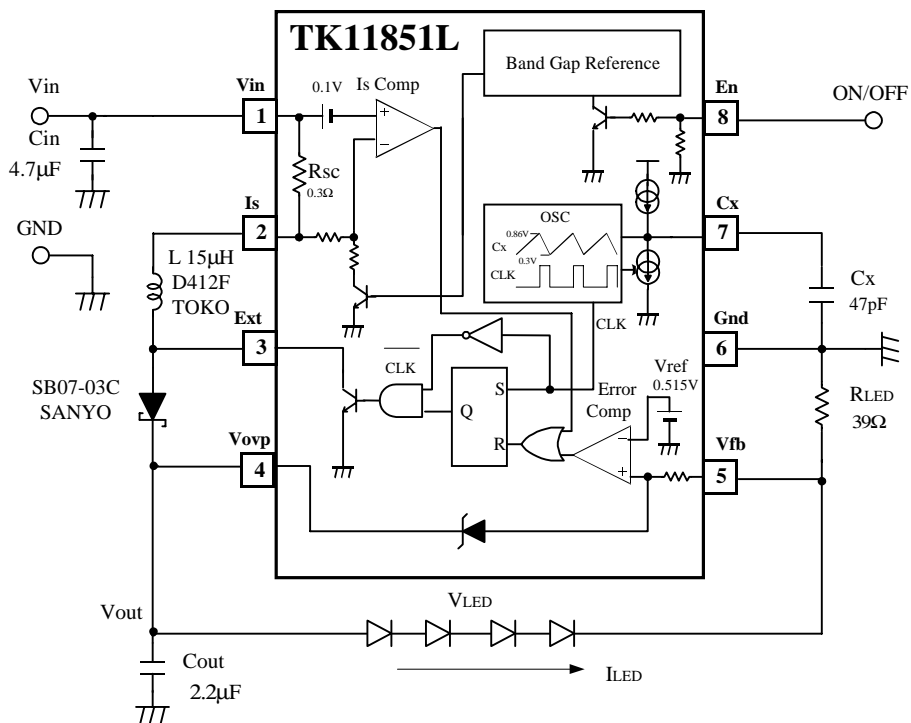 TK11851L
Band Gap Reference
Vin
Vin
0.1V
Is Comp
En
ON/OFF
1
8
+
−
Cin
4.7µF
Rsc
0.3Ω
Is
2
OSC
0.86V
Cx
0.3V
CLK
Cx
7
GND
L 15µH
D412F
TOKO
CLK
Cx
47pF
Ext
3
CLK
Gnd
6
Vref
0.515V
SB07-03C
SANYO
S
Q
R
Error
Comp
−
+
RLED
39Ω
Vovp
4
Vfb
5
Vout
VLED
ILED
Cout
2.2µF